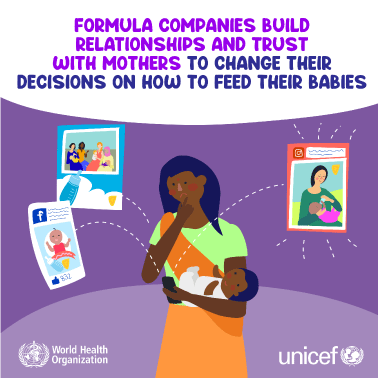 FORMULA COMPANIES BUILD
RELATIONSHIPS AND TRUST
WITH MOTHERS TO CHANGE THEIR
DECISIONS ON HOW TO FEED THEIR BABIES
f
832
World Health
Organization
unicef